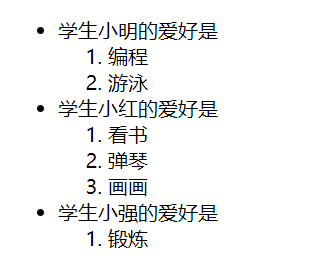 • 学生小明的爱好是
1. 编程
2. 游泳
• 学生小红的爱好是
1. 看书
2. 弹琴
3. 画画
• 学生小强的爱好是
1. 锻炼